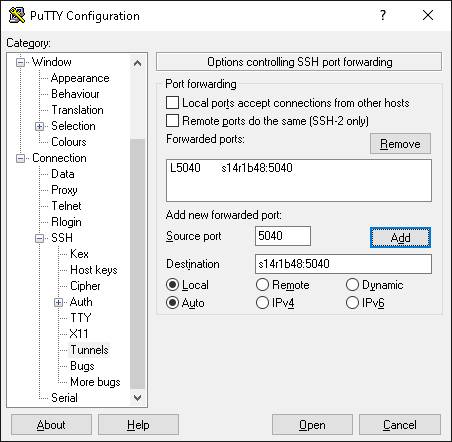 PuTTY Configuration
?
Category:
Window
Appearance
Behaviour
Translation
Selection
Colours
Connection
Data
Proxy
Telnet
Rlogin
SSH
Kex
Host keys
Cipher
Auth
TTY
X11
Tunnels
Bugs
More bugs
Serial
Options controlling SSH port forwarding
Port forwarding
Local ports accept connections from other hosts
Remote ports do the same (SSH-2 only)
Forwarded ports:
Remove
L5040 s14r1b48:5040
Add new forwarded port:
Source port 5040 Add
Destination s14r1b48:5040
Local Remote Dynamic
Auto IPv4 IPv6
About Help Open Cancel